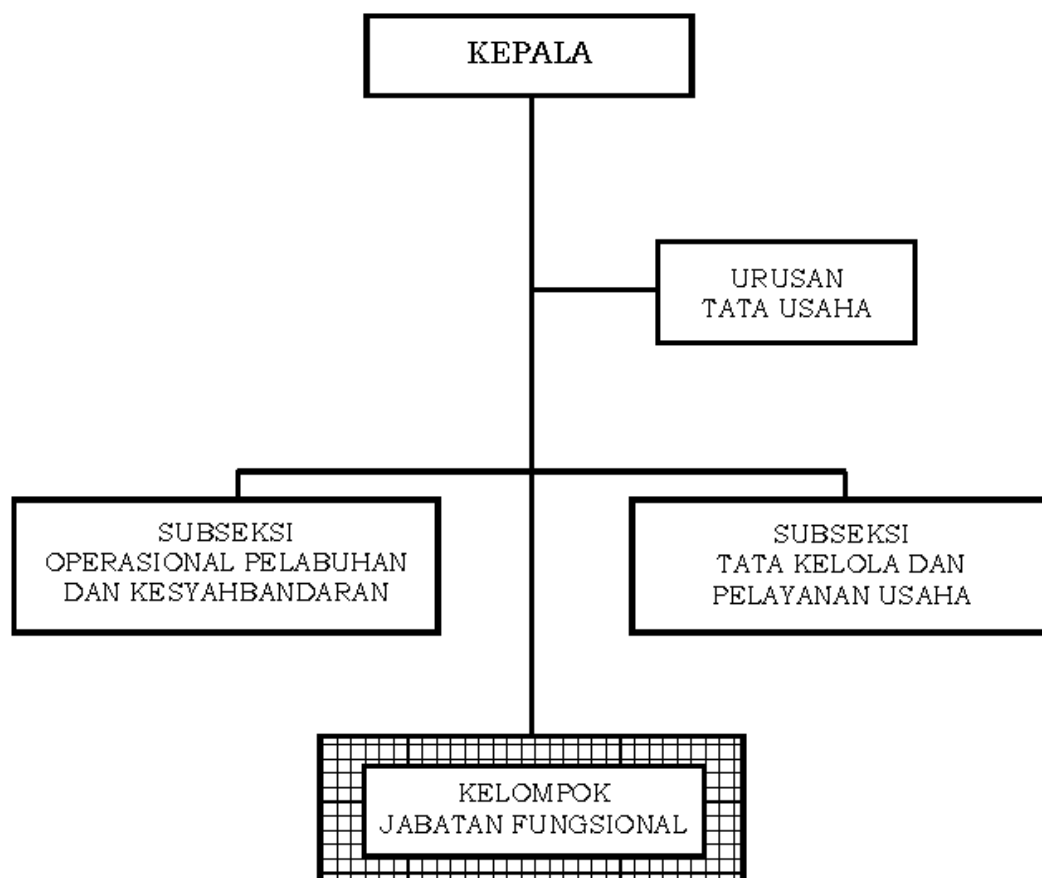 KEPALA
URUSAN
TATA USAHA
SUBSEKSI
OPERASIONAL PELABUHAN
DAN KESYAHBANDARAN
SUBSEKSI
TATA KELOLA DAN
PELAYANAN USAHA
KELOMPOK
JABATAN FUNGSIONAL